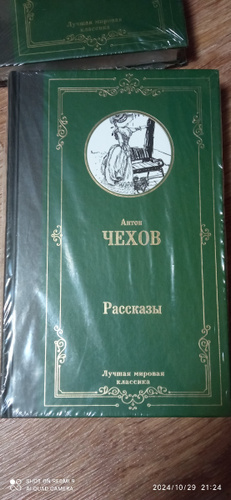 Лучшая мировая
классика
Антон
ЧЕХОВ
Рассказы
Лучшая мировая
классика
SHOT ON REDMI 9
AI QUAD CAMERA
2024/10/29 21:24